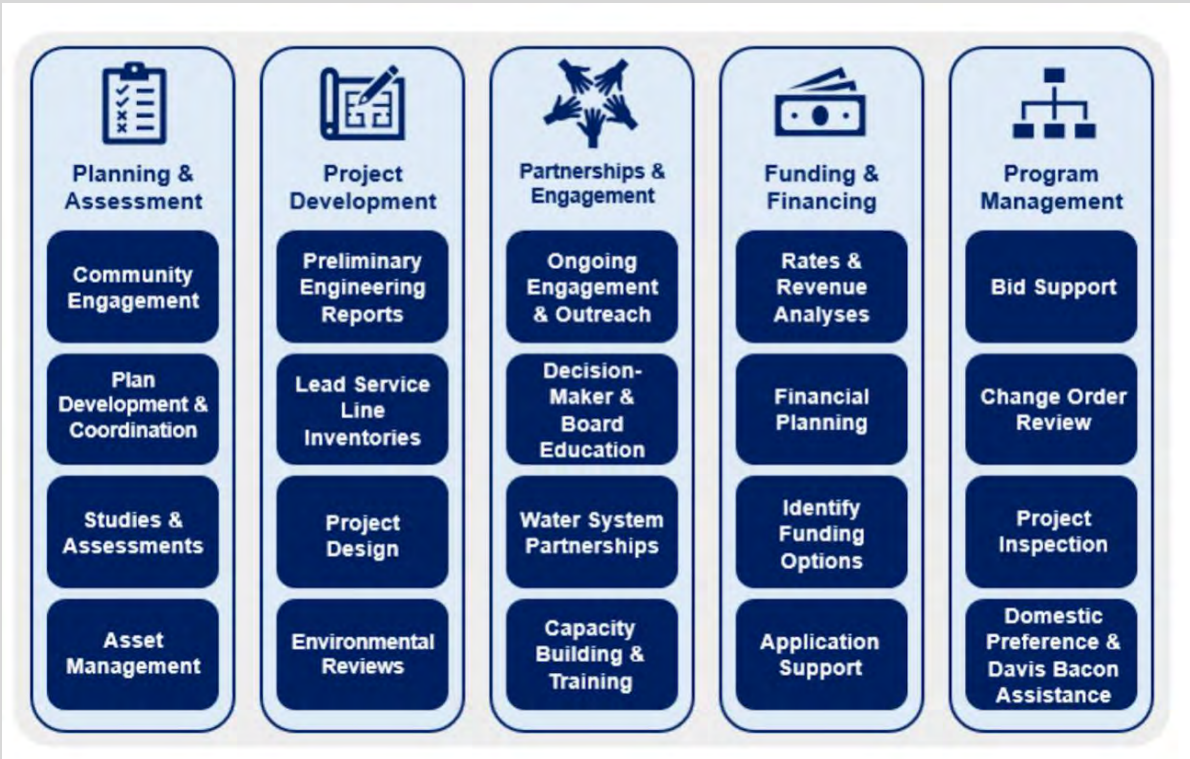 Planning &
Assessment
Community
Engagement
Plan
Development &
Coordination
Studies &
Assessments
Asset
Management
Project
Development
Preliminary
Engineering
Reports
Lead Service
Line
Inventories
Project
Design
Environmental
Reviews
Partnerships &
Engagement
Ongoing
Engagement
& Outreach
Decision-
Maker &
Board
Education
Water System
Partnerships
Capacity
Building &
Training
Funding &
Financing
Rates &
Revenue
Analyses
Financial
Planning
Identify
Funding
Options
Application
Support
Program
Management
Bid Support
Change Order
Review
Project
Inspection
Domestic
Preference &
Davis Bacon
Assistance